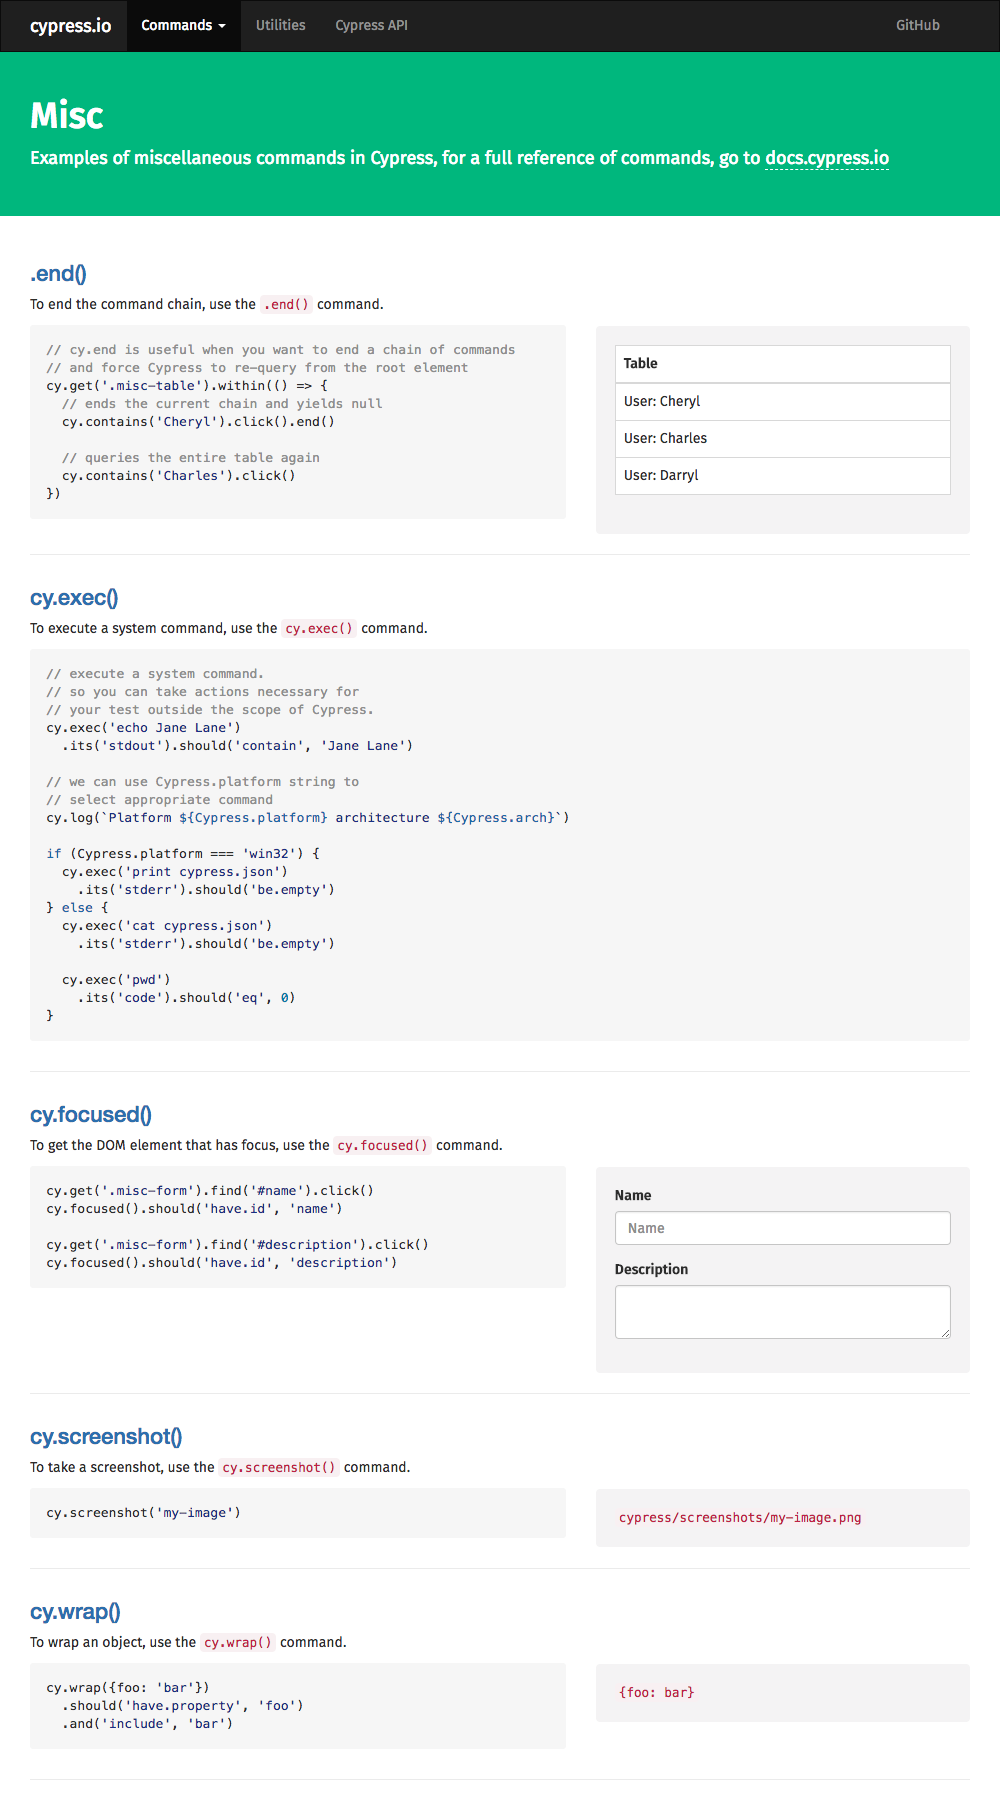 cypress.io Commands Utilities Cypress API GitHub
Misc
Examples of miscellaneous commands in Cypress, for a full reference of commands, go to docs.cypress.io
.end()
To end the command chain, use the .end() command.
// cy.end is useful when you want to end a chain of commands
// and force Cypress to re-query from the root element
cy.get('.misc-table').within(() => {
  // ends the current chain and yields null
  cy.contains('Cheryl').click().end()
  // queries the entire table again
  cy.contains('Charles').click()
})
Table
User: Cheryl
User: Charles
User: Darryl
cy.exec()
To execute a system command, use the cy.exec() command.
// execute a system command.
// so you can take actions necessary for
// your test outside the scope of Cypress.
cy.exec('echo Jane Lane')
  .its('stdout').should('contain', 'Jane Lane')
// we can use Cypress.platform string to
// select appropriate command
cy.log(`Platform ${Cypress.platform} architecture ${Cypress.arch}`)
if (Cypress.platform === 'win32') {
  cy.exec('print cypress.json')
    .its('stderr').should('be.empty')
} else {
  cy.exec('cat cypress.json')
    .its('stderr').should('be.empty')
  cy.exec('pwd')
    .its('code').should('eq', 0)
}
cy.focused()
To get the DOM element that has focus, use the cy.focused() command.
cy.get('.misc-form').find('#name').click()
cy.focused().should('have.id', 'name')
cy.get('.misc-form').find('#description').click()
cy.focused().should('have.id', 'description')
Name
Name
Description
cy.screenshot()
To take a screenshot, use the cy.screenshot() command.
cy.screenshot('my-image')
cypress/screenshots/my-image.png
cy.wrap()
To wrap an object, use the cy.wrap() command.
cy.wrap({foo: 'bar'})
  .should('have.property', 'foo')
  .and('include', 'bar')
{foo: bar}